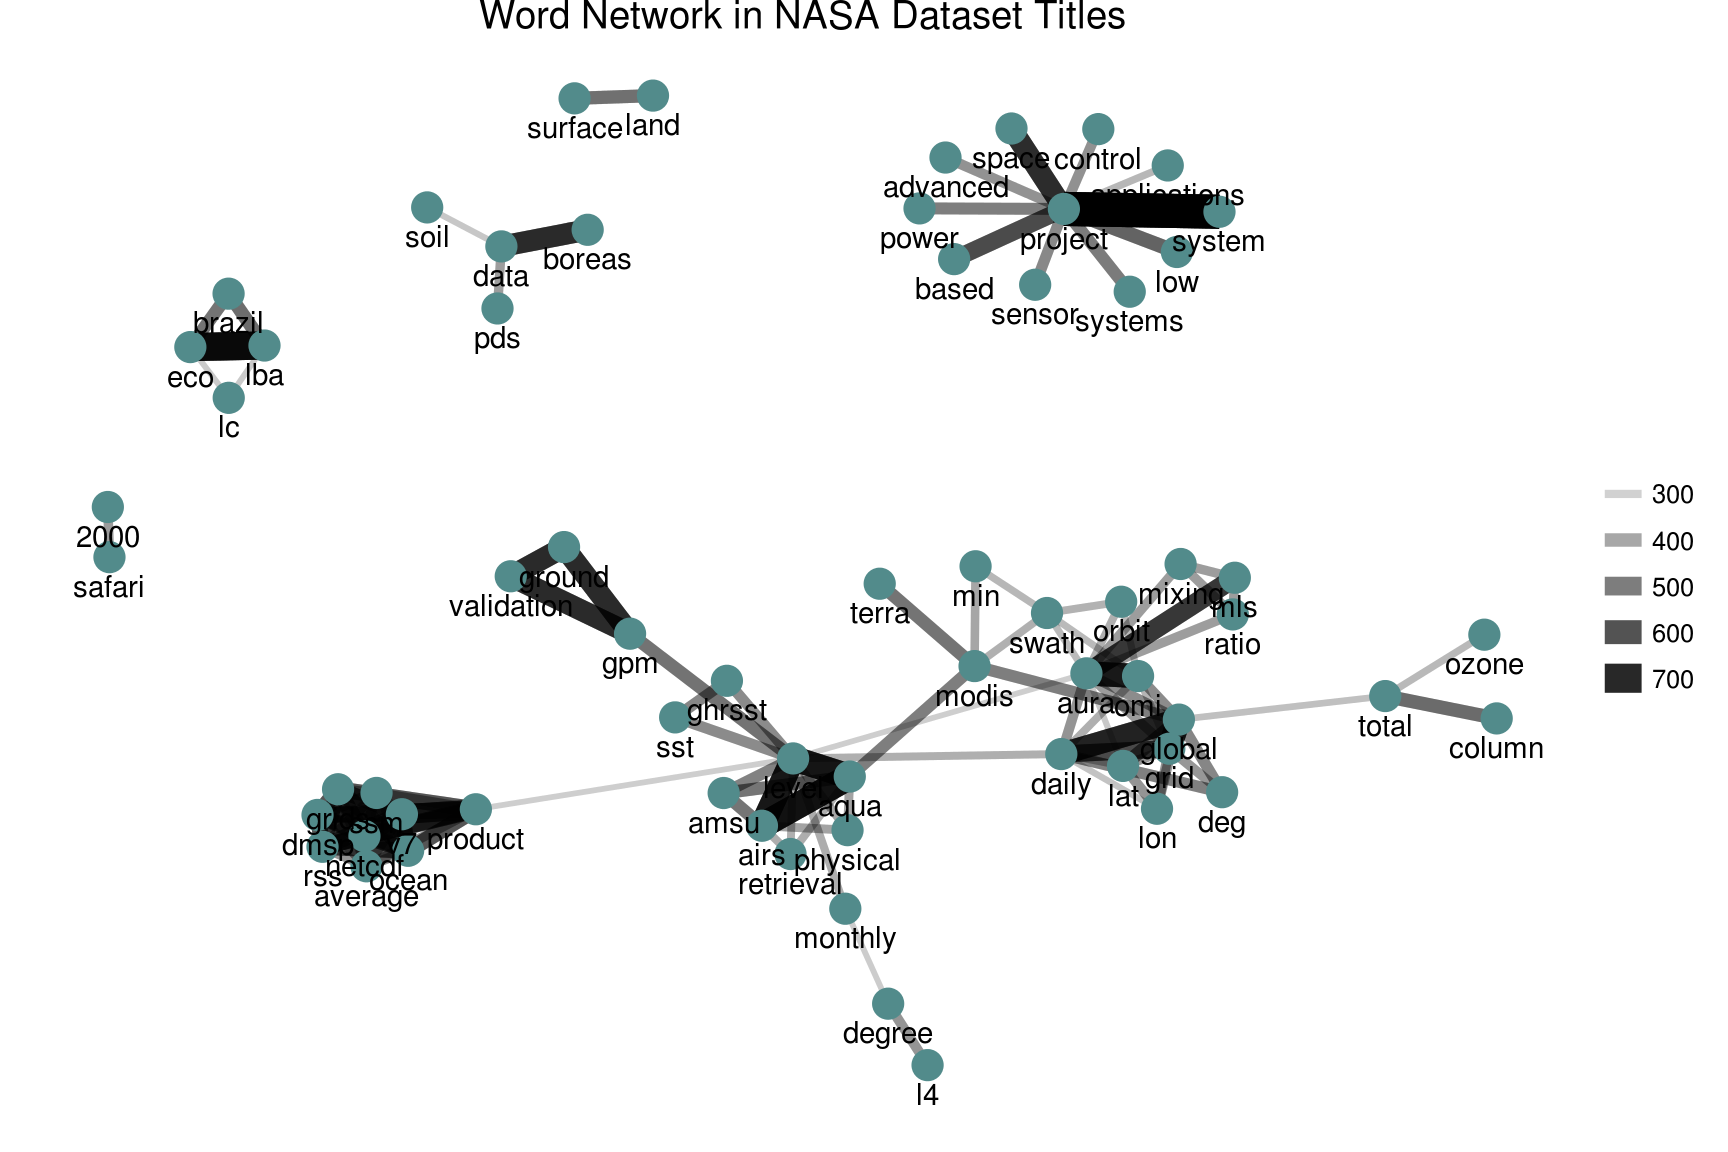 Word Network in NASA Dataset Titles
surface
land
space
control
advanced
applications
soil
power
project
system
boreas
data
low
based
sensor
systems
brazil
pds
eco
lba
lc
300
2000
400
safari
500
ground
validation
min
mixing
mls
terra
orbit
600
swath
ratio
gpm
ozone
700
modis
aura
omi
ghrsst
total
sst
global
column
level
grid
daily
lat
aqua
deg
amsu
ssm
lon
dmsp
77
product
airs
physical
netcdf
rss
ocean
retrieval
average
monthly
degree
l4